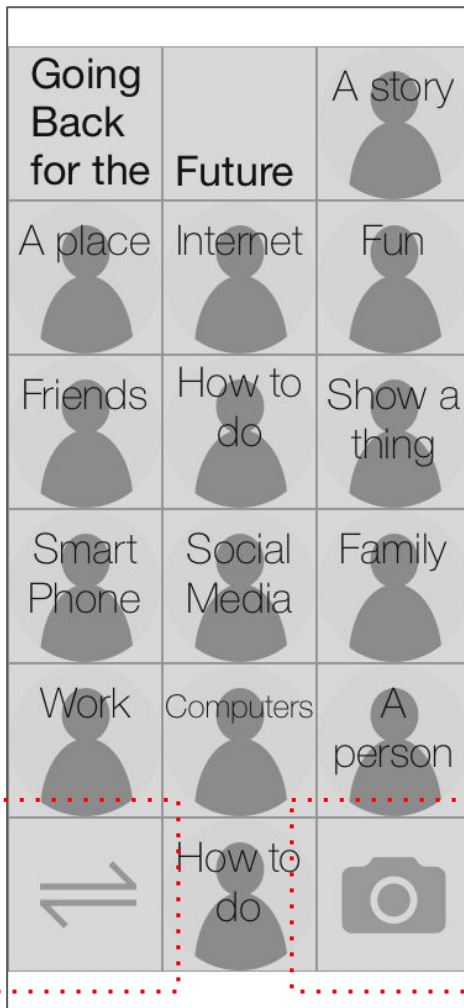 Going
Back
for the
Future
A story
A place
Internet
Fun
Friends
How to
do
Show a
thing
Smart
Phone
Social
Media
Family
Work
Computers
A
person
How to
do